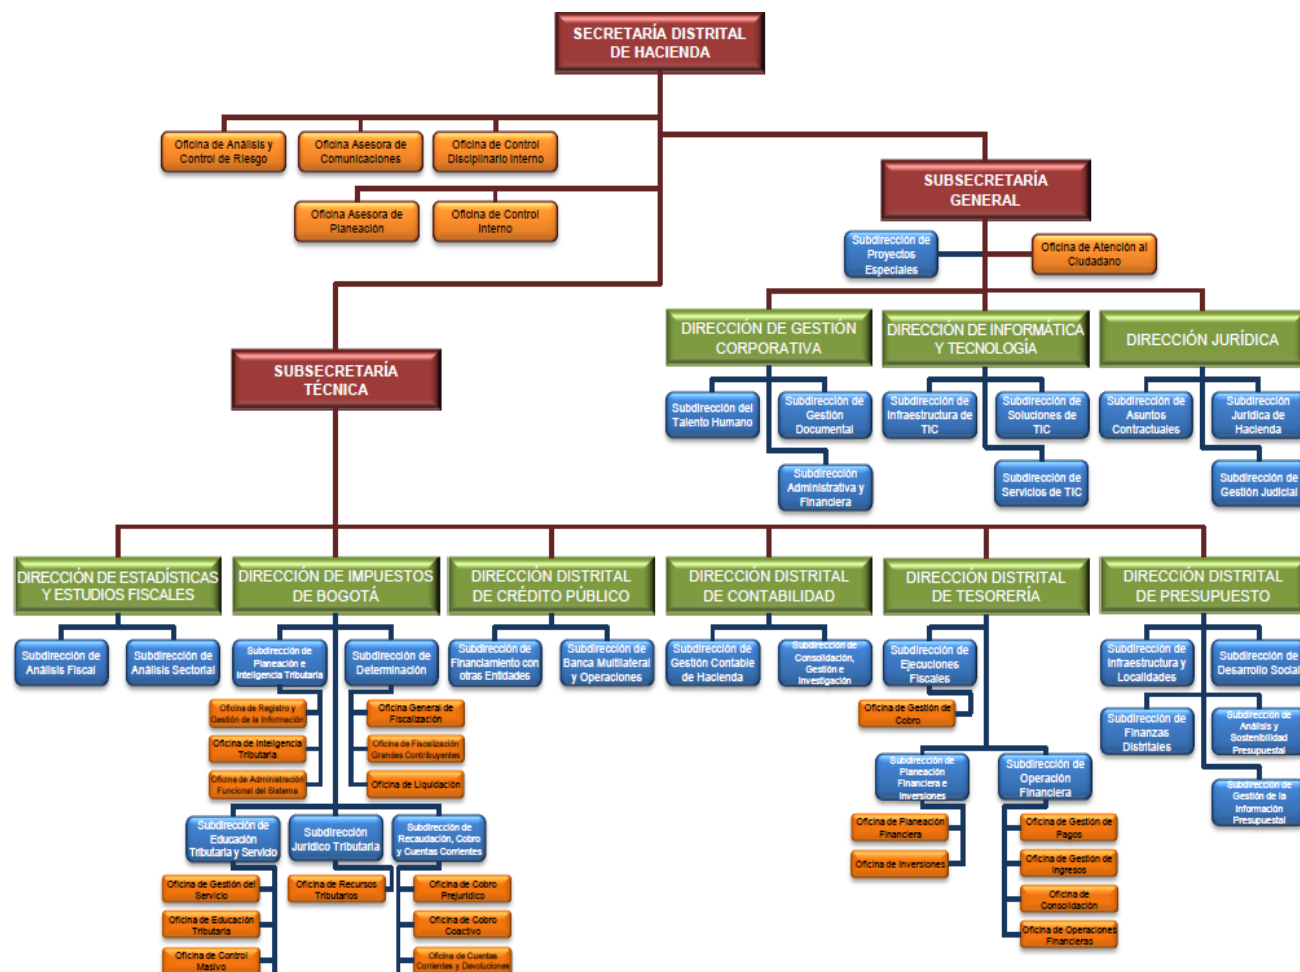 SECRETARÍA DISTRITAL
DE HACIENDA
Oficina de Análisis y
Control de Riesgo
Oficina Asesora de
Comunicaciones
Oficina de Control
Disciplinario Interno
Oficina Asesora de
Planeación
Oficina de Control
Interno
SUBSECRETARÍA
GENERAL
Subdirección de
Proyectos
Especiales
Oficina de Atención al
Ciudadano
DIRECCIÓN DE GESTIÓN
CORPORATIVA
DIRECCIÓN DE INFORMÁTICA
Y TECNOLOGÍA
DIRECCIÓN JURÍDICA
Subdirección del
Talento Humano
Subdirección de
Gestión
Documental
Subdirección
Administrativa y
Financiera
Subdirección de
Infraestructura de
TIC
Subdirección de
Soluciones de
TIC
Subdirección de
Servicios de TIC
Subdirección de
Asuntos
Contractuales
Subdirección
Jurídica de
Hacienda
Subdirección de
Gestión Judicial
SUBSECRETARÍA
TÉCNICA
DIRECCIÓN DE ESTADÍSTICAS
Y ESTUDIOS FISCALES
DIRECCIÓN DE IMPUESTOS
DE BOGOTÁ
DIRECCIÓN DISTRITAL
DE CRÉDITO PÚBLICO
DIRECCIÓN DISTRITAL
DE CONTABILIDAD
DIRECCIÓN DISTRITAL
DE TESORERÍA
DIRECCIÓN DISTRITAL
DE PRESUPUESTO
Subdirección de
Análisis Fiscal
Subdirección de
Análisis Sectorial
Subdirección de
Planeación e
Inteligencia Tributaria
Subdirección de
Determinación
Oficina de Registro y
Gestión de la Información
Oficina de Inteligencia
Tributaria
Oficina de Administración
Funcional del Sistema
Oficina General de
Fiscalización
Oficina de Fiscalización
Grandes Contribuyentes
Oficina de Liquidación
Subdirección de
Educación
Tributaria y Servicio
Subdirección
Jurídico Tributaria
Subdirección de
Recaudación, Cobro
y Cuentas Corrientes
Oficina de Gestión del
Servicio
Oficina de Educación
Tributaria
Oficina de Control
Masivo
Oficina de Recursos
Tributarios
Oficina de Cobro
Prejurídico
Oficina de Cobro
Coactivo
Oficina de Cuentas
Corrientes y Devoluciones
Subdirección de
Financiamiento con
otras Entidades
Subdirección de
Banca Multilateral
y Operaciones
Subdirección de
Gestión Contable
de Hacienda
Subdirección de
Consolidación,
Gestión e
Investigación
Subdirección de
Ejecuciones
Fiscales
Oficina de Gestión de
Cobro
Subdirección de
Planeación
Financiera e
Inversiones
Subdirección de
Operación
Financiera
Oficina de Planeación
Financiera
Oficina de Inversiones
Oficina de Gestión de
Pagos
Oficina de Gestión de
Ingresos
Oficina de
Consolidación
Oficina de Operaciones
Financieras
Subdirección de
Infraestructura y
Localidades
Subdirección de
Desarrollo Social
Subdirección de
Finanzas
Distritales
Subdirección de
Análisis y
Sostenibilidad
Presupuestal
Subdirección de
Gestión de la
Información
Presupuestal